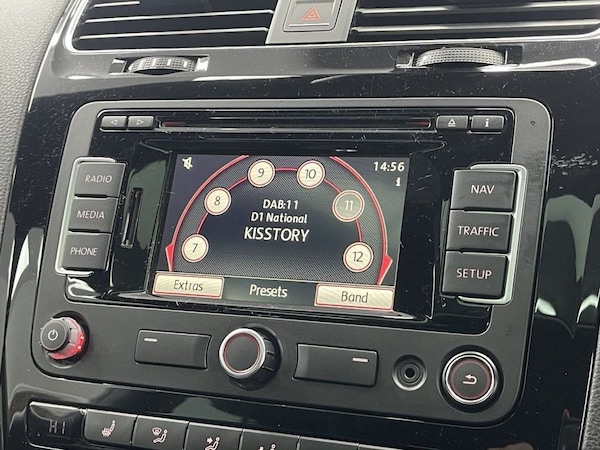 RADIO
MEDIA
PHONE
14:56
i
9
10
8
11
7
12
DAB:11
D1 National
KISSTORY
Extras
Presets
Band
i
NAV
TRAFFIC
SETUP
HI